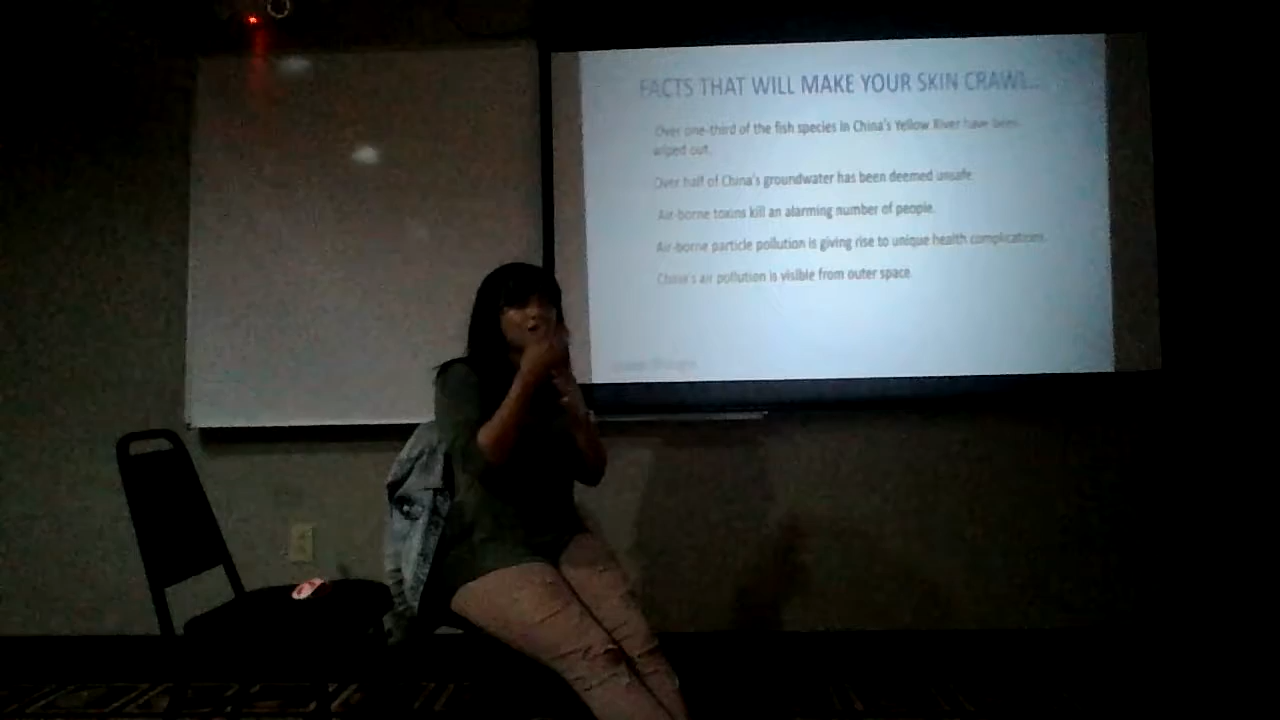 FACTS THAT WILL MAKE YOUR SKIN CRAWL...
Over one-third of the fish species in China's Yellow River have been
wiped out.
Over half of China's groundwater has been deemed unsafe.
Air-borne toxins kill an alarming number of people.
Air-borne particle pollution is giving rise to unique health complications.
China's air pollution is visible from outer space.